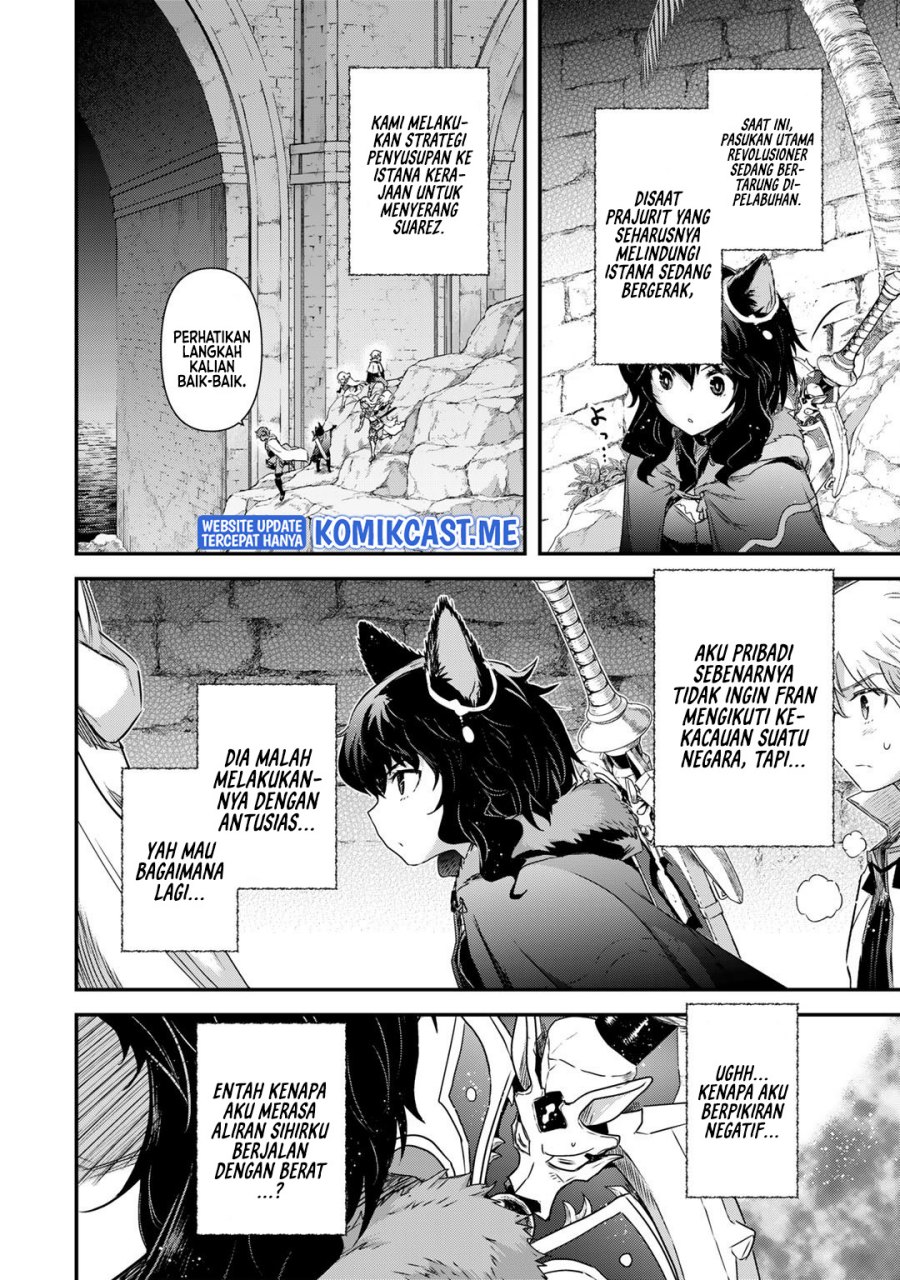 SAAT INI,
PASUKAN UTAMA
REVOLUSIONER
SEDANG BER-
TARUNG DI-
PELABUHAN.
DISAAT
PRAJURIT YANG
SEHARUSNYA
MELINDUNGI
ISTANA SEDANG
BERGERAK,
よっ…
KAMI MELAKU-
KAN STRATEGI
PENYUSUPAN KE
ISTANA KERA-
JAAN UNTUK
MENYERANG
SUAREZ.
PERHATIKAN
LANGKAH
KALIAN
BAIK-BAIK.
WEBSITE UPDATE
TERCEPAT HANYA
KOMIKCAST.ME
AKU PRIBADI
SEBENARNYA
TIDAK INGIN FRAN
MENGIKUTI KE-
KACAUAN SUATU
NEGARA, TAPI...
DIA MALAH
MELAKUKAN-
NYA DENGAN
ANTUSIAS...
YAH MAU
BAGAIMANA
LAGI...
UGHH...
KENAPA AKU
BERPIKIRAN
NEGATIF...
ENTAH KENAPA
AKU MERASA
ALIRAN SIHIRKU
BERJALAN
DENGAN BERAT
...?